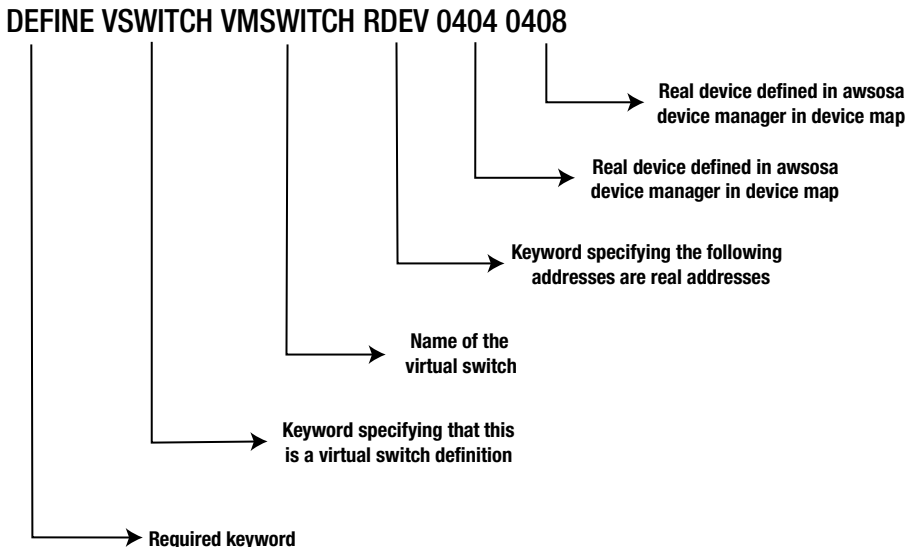 DEFINE VSWITCH VMSWITCH RDEV 0404 0408
Real device defined in awsosa
device manager in device map
Real device defined in awsosa
device manager in device map
Keyword specifying the following
addresses are real addresses
Name of the
virtual switch
Keyword specifying that this
is a virtual switch definition
Required keyword